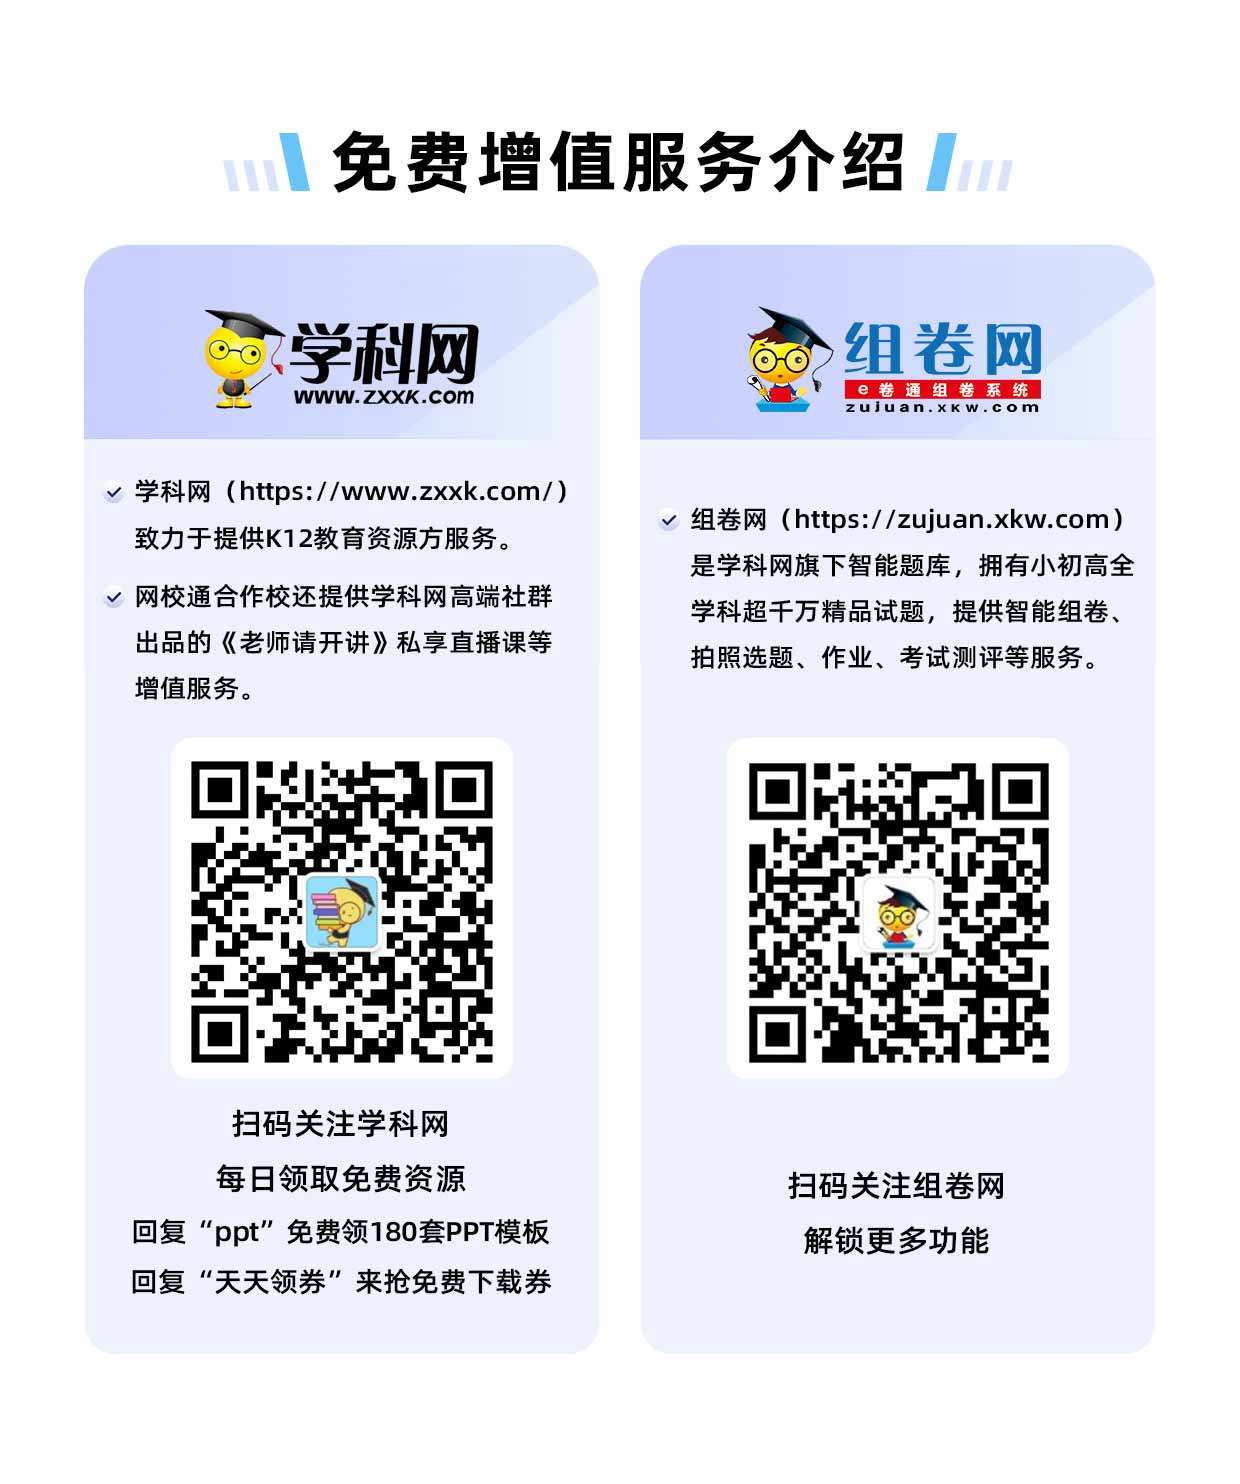 免费增值服务介绍
学科网
www.zxxk.com
学科网（https://www.zxxk.com/）
致力于提供K12教育资源方服务。
网校通合作校还提供学科网高端社群
出品的《老师请开讲》私享直播课等
增值服务。
扫码关注学科网
每日领取免费资源
回复“ppt”免费领180套PPT模板
回复“天天领券”来抢免费下载券
组卷网
e卷通组卷系统
zujuan.xkw.com
组卷网（https://zujuan.xkw.com）
是学科网旗下智能题库，拥有小初高全
学科超千万精品试题，提供智能组卷、
拍照选题、作业、考试测评等服务。
扫码关注组卷网
解锁更多功能